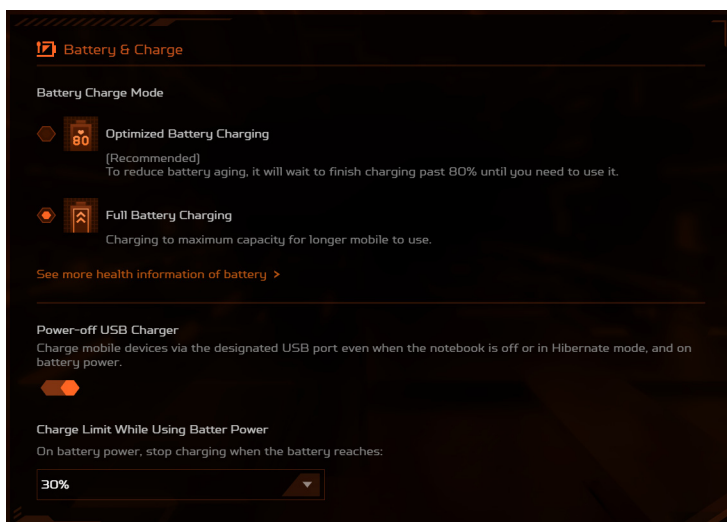 Battery & Charge
Battery Charge Mode
80
Optimized Battery Charging
(Recommended)
To reduce battery aging, it will wait to finish charging past 80% until you need to use it.
Full Battery Charging
Charging to maximum capacity for longer mobile to use.
See more health information of battery >
Power-off USB Charger
Charge mobile devices via the designated USB port even when the notebook is off or in Hibernate mode, and on
battery power.
Charge Limit While Using Batter Power
On battery power, stop charging when the battery reaches:
30%